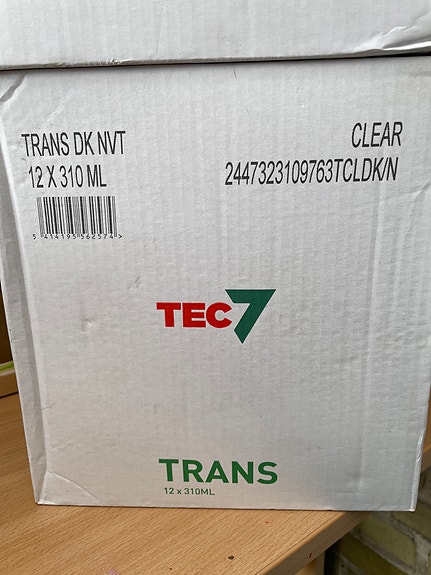 TRANS DK NVT
12 X 310 ML
CLEAR
2447323109763TCLDK/N
5 414195 562574 >
TEC7
TRANS
12 x 310ML